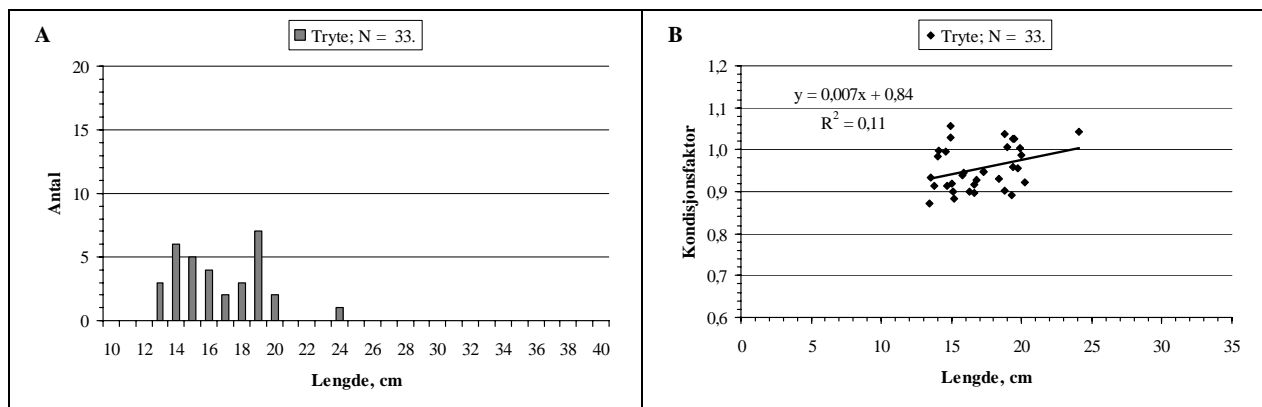 A
Tryte; N = 33.
Antal
20
15
10
5
0
10 12 14 16 18 20 22 24 26 28 30 32 34 36 38 40
Lengde, cm
B
Tryte; N = 33.
y = 0,007x + 0,84
R² = 0,11
Kondisjonsfaktor
1,2
1,1
1,0
0,9
0,8
0,7
0,6
0 5 10 15 20 25 30 35
Lengde, cm